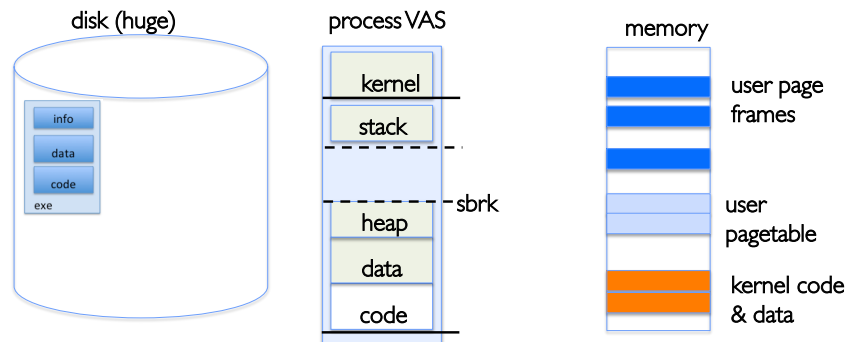 disk (huge)
info
data
code
exe
process VAS
kernel
stack
sbrk
heap
data
code
memory
user page
frames
user
pagetable
kernel code
& data